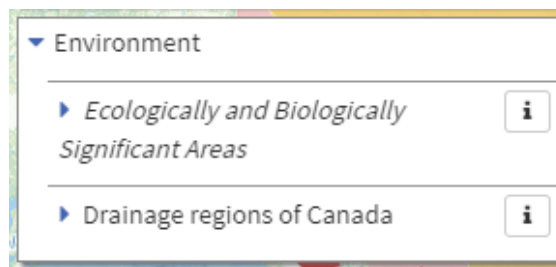 Environment
Ecologically and Biologically
Significant Areas
i
Drainage regions of Canada
i